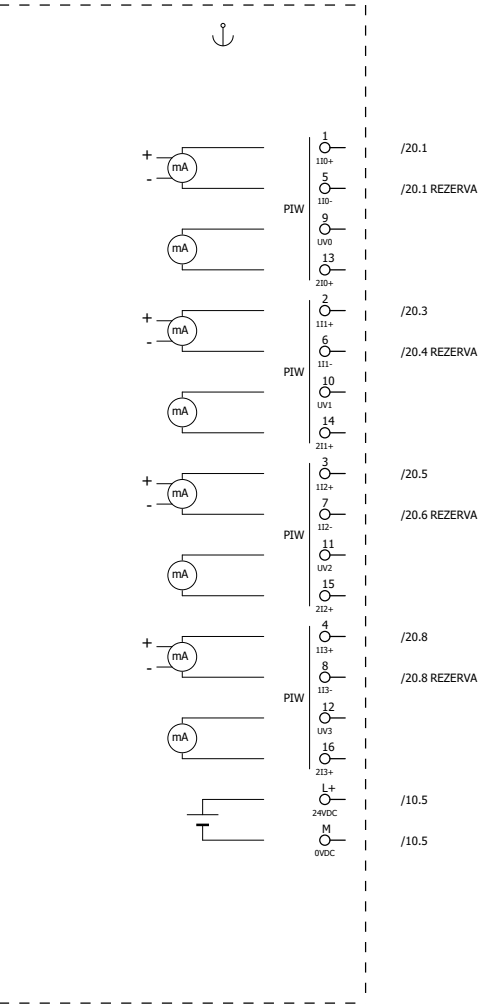 1
+ mA /20.1
1I0+
-
5
/20.1 REZERVA
1I0-
PIW
9
mA
UV0
13
2I0+
2
+ mA /20.3
1I1+
-
6
/20.4 REZERVA
1I1-
PIW
10
mA
UV1
14
2I1+
3
+ mA /20.5
1I2+
-
7
/20.6 REZERVA
1I2-
PIW
11
mA
UV2
15
2I2+
4
+ mA /20.8
1I3+
-
8
/20.8 REZERVA
1I3-
PIW
12
mA
UV3
16
2I3+
L+
/10.5
24VDC
M
/10.5
0VDC